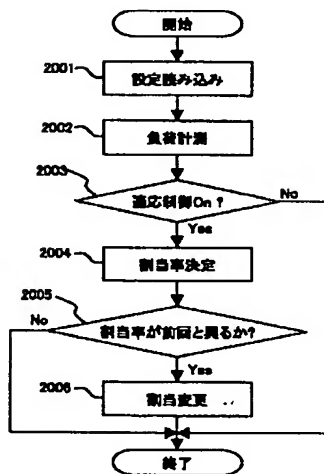 開始
2001
設定読み込み
2002
負荷計測
2003
適応制御On？
No
Yes
2004
割当率決定
2005
No
割当率が前回と異るか?
Yes
2006
割当変更
終了